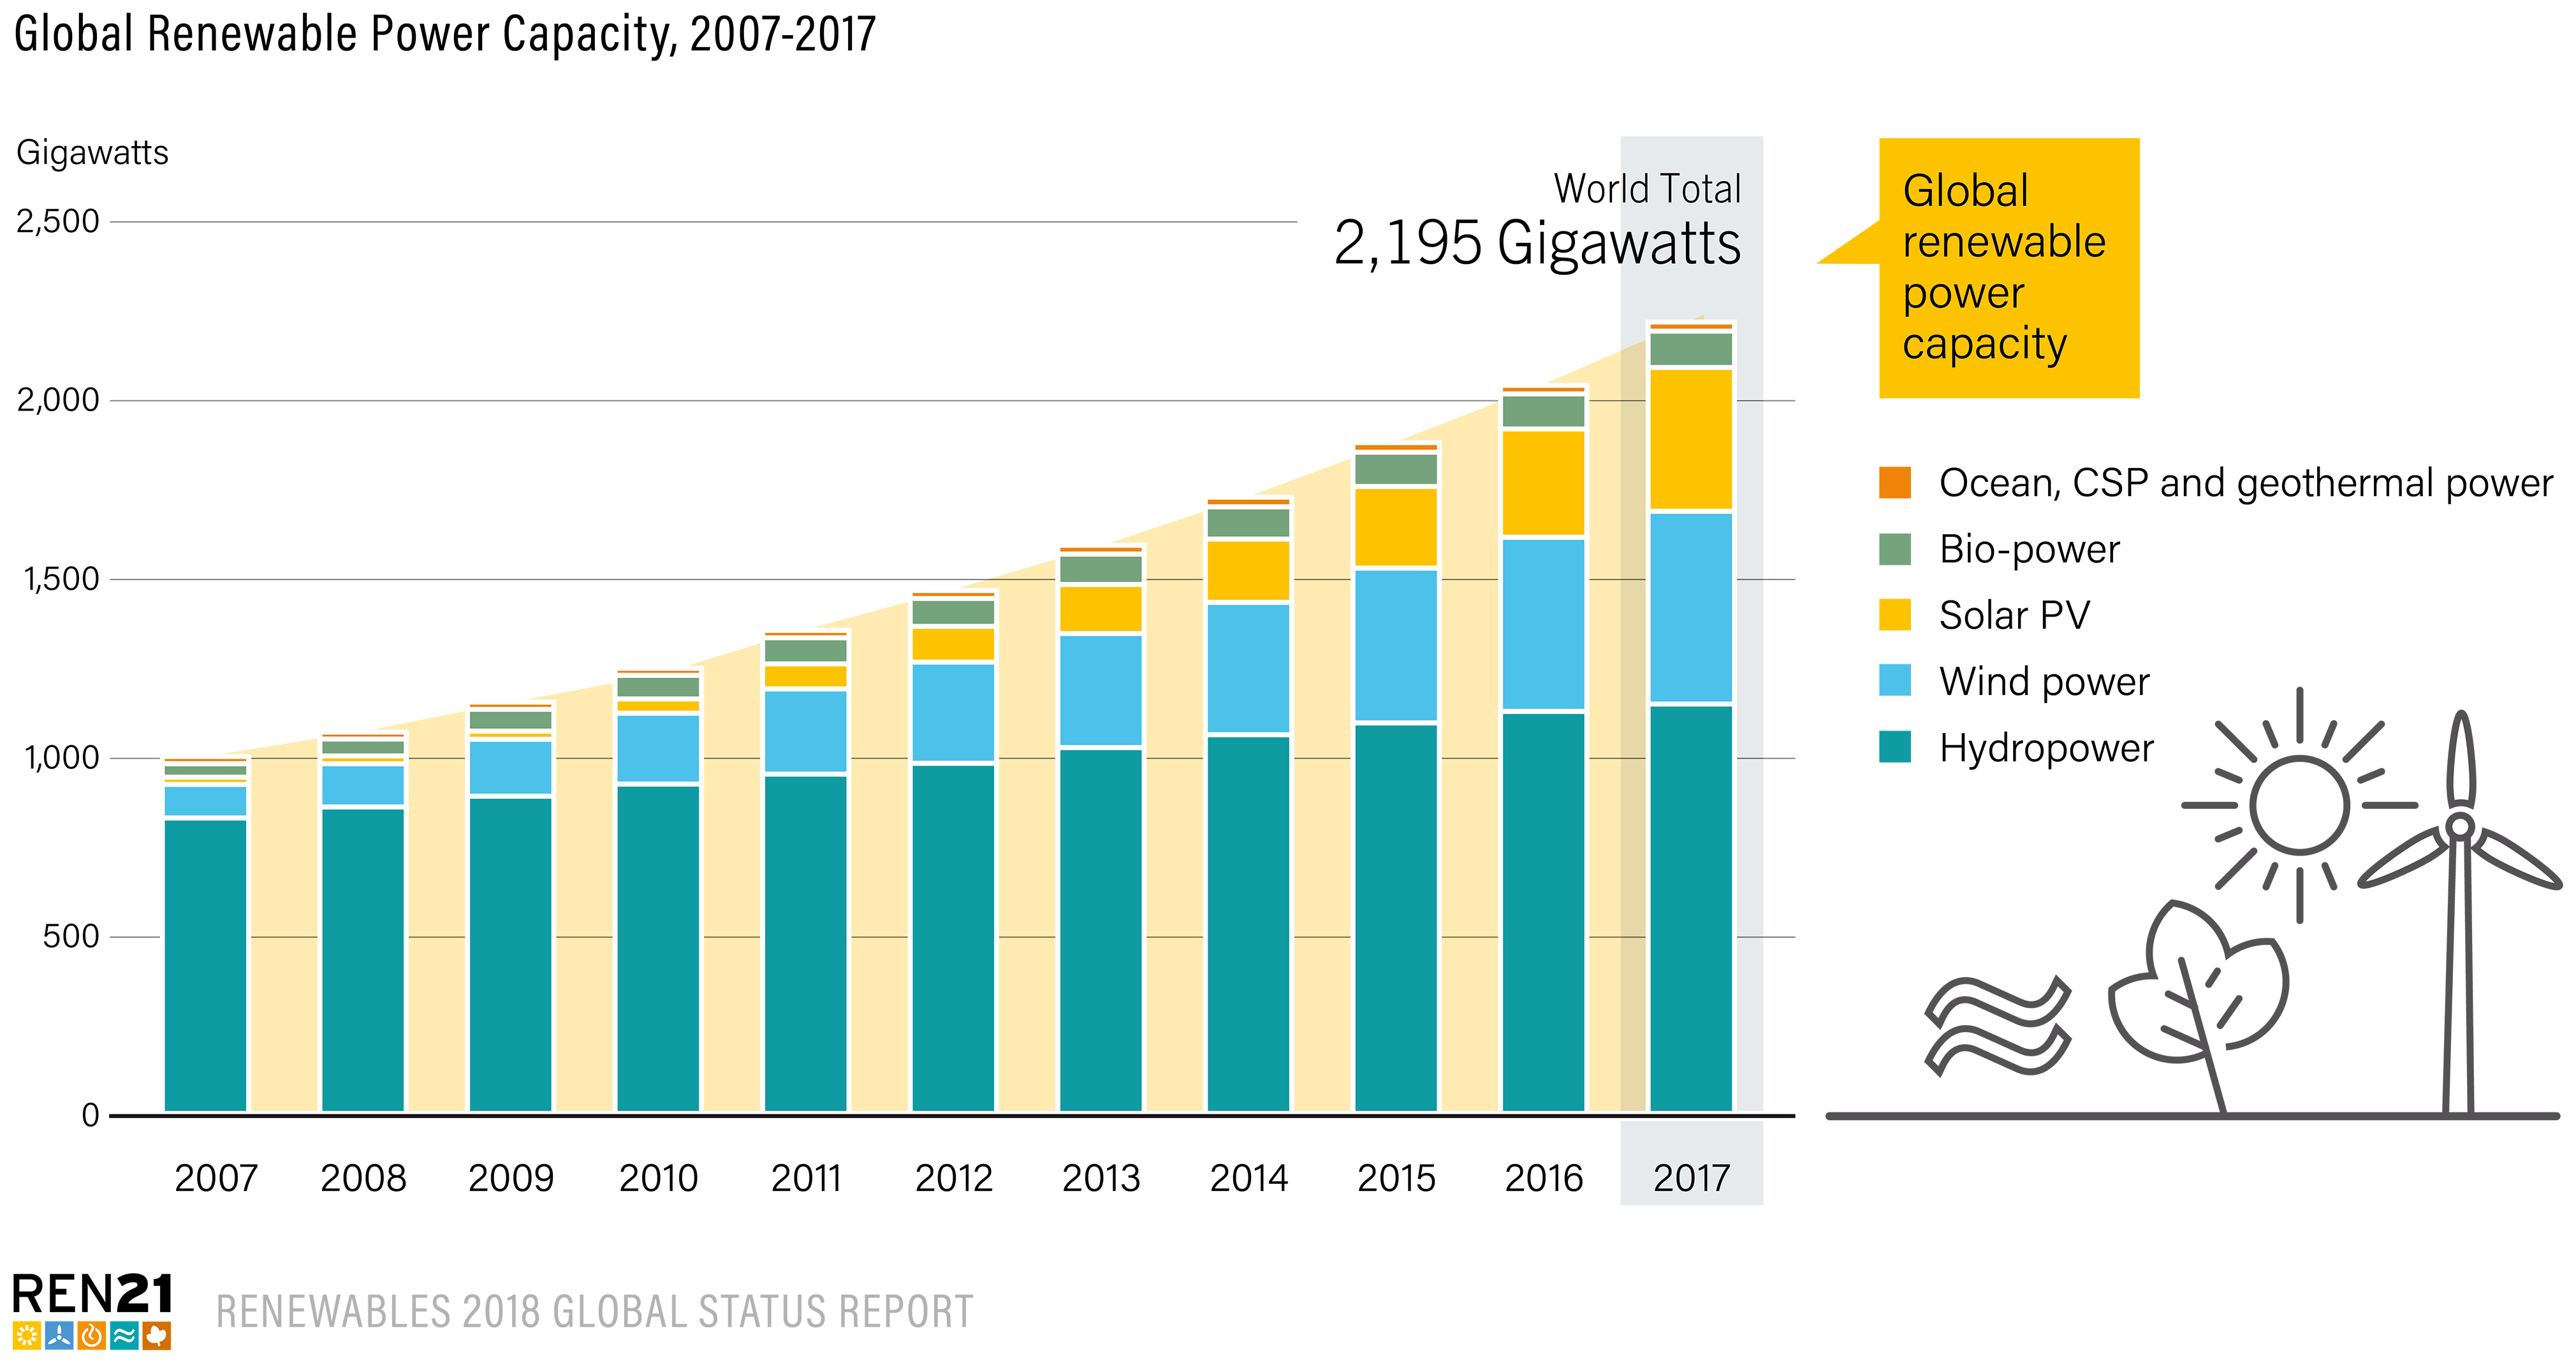 Global Renewable Power Capacity, 2007-2017
Gigawatts
2,500
2,000
1,500
1,000
500
0
World Total
2,195 Gigawatts
Global
renewable
power
capacity
Ocean, CSP and geothermal power
Bio-power
Solar PV
Wind power
Hydropower
2007 2008 2009 2010 2011 2012 2013 2014 2015 2016 2017
REN21
RENEWABLES 2018 GLOBAL STATUS REPORT